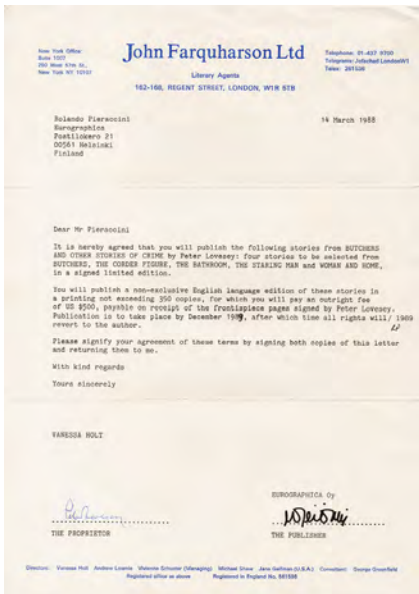 New York Office
Suite 1007
250 West 57th St.,
New York NY 10107
John Farquharson Ltd
Literary Agents
162-168, REGENT STREET, LONDON, W1R 5TB
Telephone: 01-437 9700
Telex: 261536
14 March 1988
Rolando Pieraccini
Eurographica
Postilokero 21
00561 Helsinki
Finland
Dear Mr Pieraccini
It is hereby agreed that you will publish the following stories from BUTCHERS
AND OTHER STORIES OF CRIME by Peter Lovesey: four stories to be selected from
BUTCHERS, THE CORDER FIGURE, THE BATHROOM, THE STARING MAN and WOMAN AND HOME,
in a signed limited edition.
You will publish a non-exclusive English language edition of these stories in
a printing not exceeding 350 copies, for which you will pay an outright fee
of US $500, payable on receipt of the frontispiece pages signed by Peter Lovesey.
Publication is to take place by December 1989, after which time all rights will/ 1989
revert to the author.
Please signify your agreement of these terms by signing both copies of this letter
and returning them to me.
With kind regards
Yours sincerely
VANESSA HOLT
EUROGRAPHICA Oy
THE PROPRIETOR
THE PUBLISHER
Directors: Vanessa Holt Andrew Lownie Vivienne Schuster (Managing) Michael Shaw Jane Gelfman (U.S.A.) Consultant: George Greenfield
Registered office as above Registered in England No. 861598